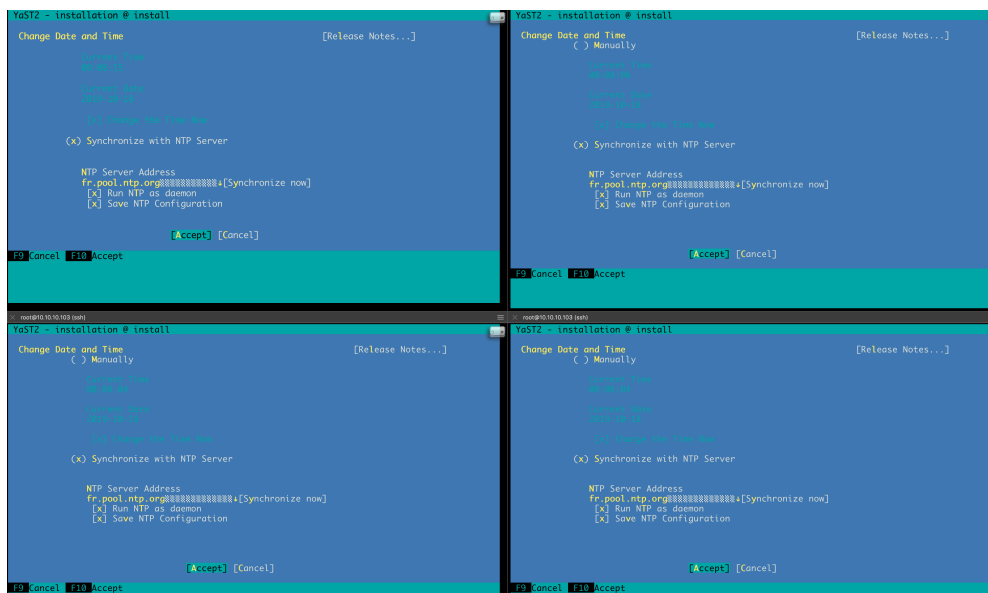 YaST2 - installation @ install
Change Date and Time [Release Notes...]
(x) Synchronize with NTP Server
NTP Server Address
fr.pool.ntp.org▒▒▒▒▒▒▒▒▒▒▒↓[Synchronize now]
[x] Run NTP as daemon
[x] Save NTP Configuration
[Accept] [Cancel]
F9 Cancel F10 Accept
YaST2 - installation @ install
Change Date and Time [Release Notes...]
( ) Manually
(x) Synchronize with NTP Server
NTP Server Address
fr.pool.ntp.org▒▒▒▒▒▒▒▒▒▒▒▒▒↓[Synchronize now]
[x] Run NTP as daemon
[x] Save NTP Configuration
[Accept] [Cancel]
F9 Cancel F10 Accept
root@10.10.10.103 (ssh)
YaST2 - installation @ install
Change Date and Time [Release Notes...]
( ) Manually
(x) Synchronize with NTP Server
NTP Server Address
fr.pool.ntp.org▒▒▒▒▒▒▒▒▒▒▒▒▒↓[Synchronize now]
[x] Run NTP as daemon
[x] Save NTP Configuration
[Accept] [Cancel]
F9 Cancel F10 Accept
root@10.10.10.103 (ssh)
YaST2 - installation @ install
Change Date and Time [Release Notes...]
( ) Manually
(x) Synchronize with NTP Server
NTP Server Address
fr.pool.ntp.org▒▒▒▒▒▒▒▒▒▒▒▒▒↓[Synchronize now]
[x] Run NTP as daemon
[x] Save NTP Configuration
[Accept] [Cancel]
F9 Cancel F10 Accept